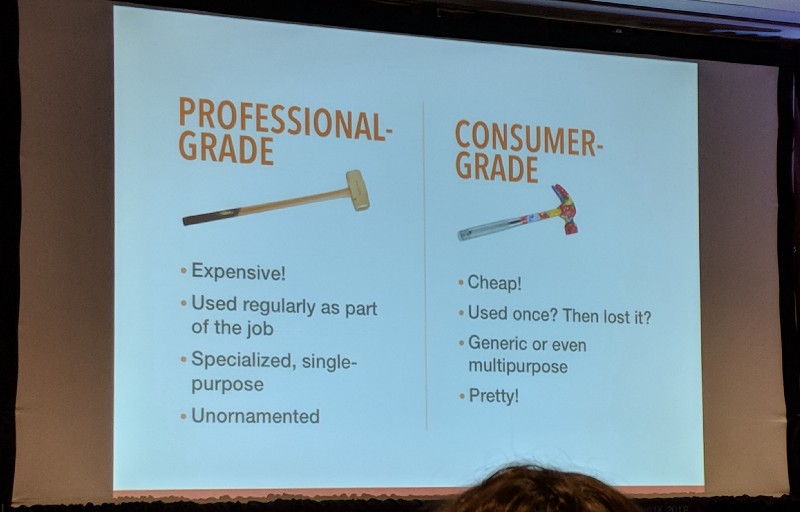 PROFESSIONAL-
GRADE
• Expensive!
• Used regularly as part
of the job
• Specialized, single-
purpose
• Unornamented
CONSUMER-
GRADE
• Cheap!
• Used once? Then lost it?
• Generic or even
multipurpose
• Pretty!